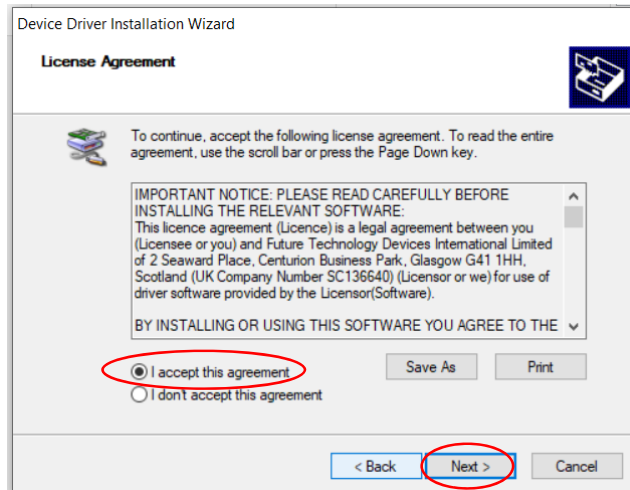 Device Driver Installation Wizard
License Agreement
To continue, accept the following license agreement. To read the entire
agreement, use the scroll bar or press the Page Down key.
IMPORTANT NOTICE: PLEASE READ CAREFULLY BEFORE
INSTALLING THE RELEVANT SOFTWARE:
This licence agreement (Licence) is a legal agreement between you
(Licensee or you) and Future Technology Devices International Limited
of 2 Seaward Place, Centurion Business Park, Glasgow G41 1HH,
Scotland (UK Company Number SC136640) (Licensor or we) for use of
driver software provided by the Licensor(Software).
BY INSTALLING OR USING THIS SOFTWARE YOU AGREE TO THE
I accept this agreement
Save As
Print
I don't accept this agreement
< Back
Next >
Cancel